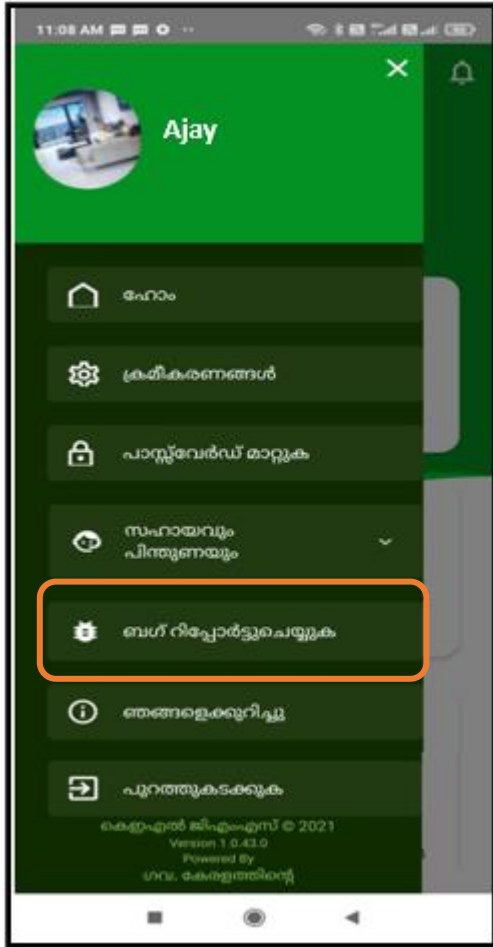 11:08 AM
Ajay
ഹോം
ക്രമീകരണങ്ങൾ
പാസ്സ്‌വേർഡ് മാറ്റുക
സഹായവും
പിന്തുണയും
ബഗ് റിപ്പോർട്ടുചെയ്യുക
ഞങ്ങളെക്കുറിച്ചു
പുറത്തുകടക്കുക
കെഇഎൽ ജിഎംഎസ് © 2021
Version 1.0.43.0
Powered By
ഗവ. കേരളത്തിന്റെ